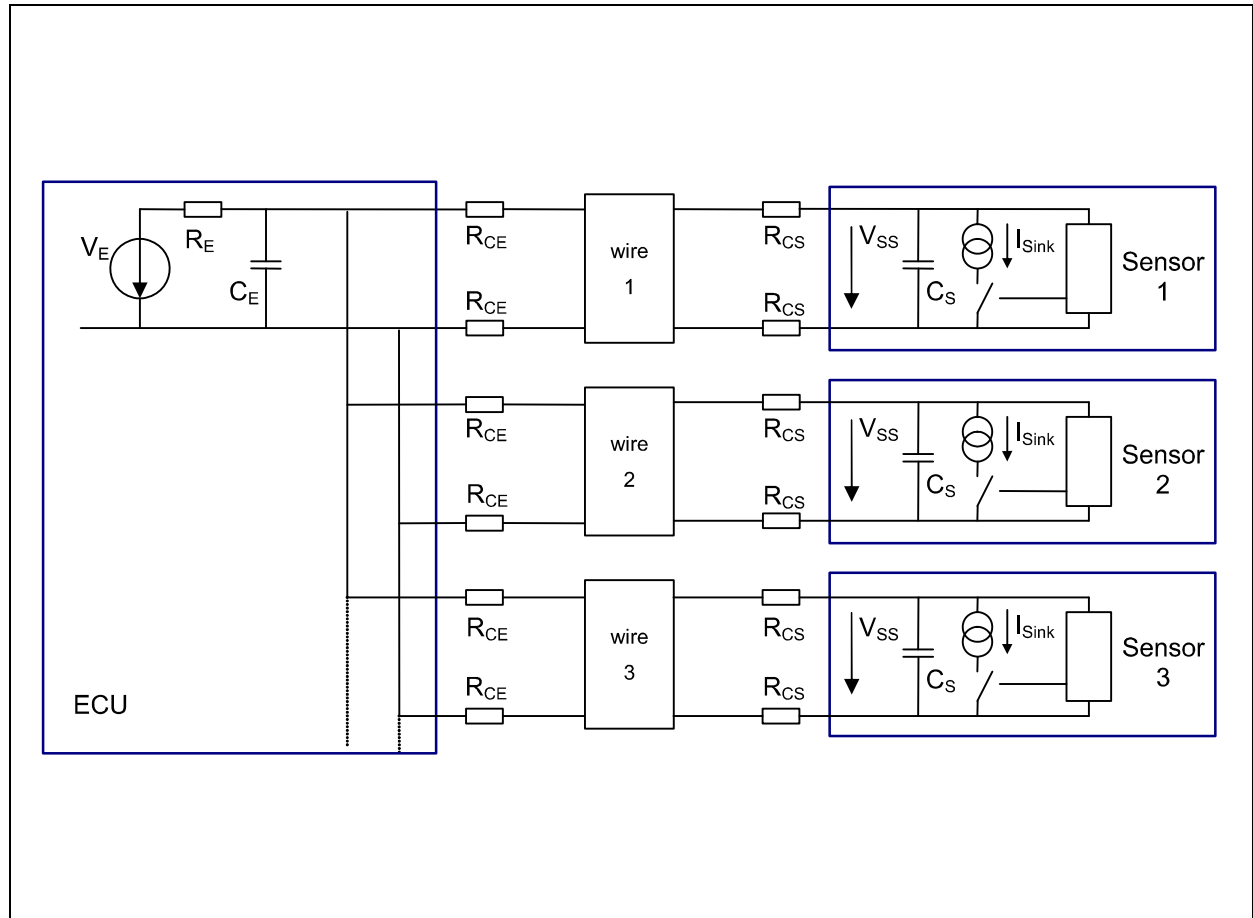 V_E
R_E
C_E
ECU
R_CE
R_CE
wire
1
R_CS
R_CS
V_SS
C_S
I_Sink
Sensor
1
R_CE
R_CE
wire
2
R_CS
R_CS
V_SS
C_S
I_Sink
Sensor
2
R_CE
R_CE
wire
3
R_CS
R_CS
V_SS
C_S
I_Sink
Sensor
3